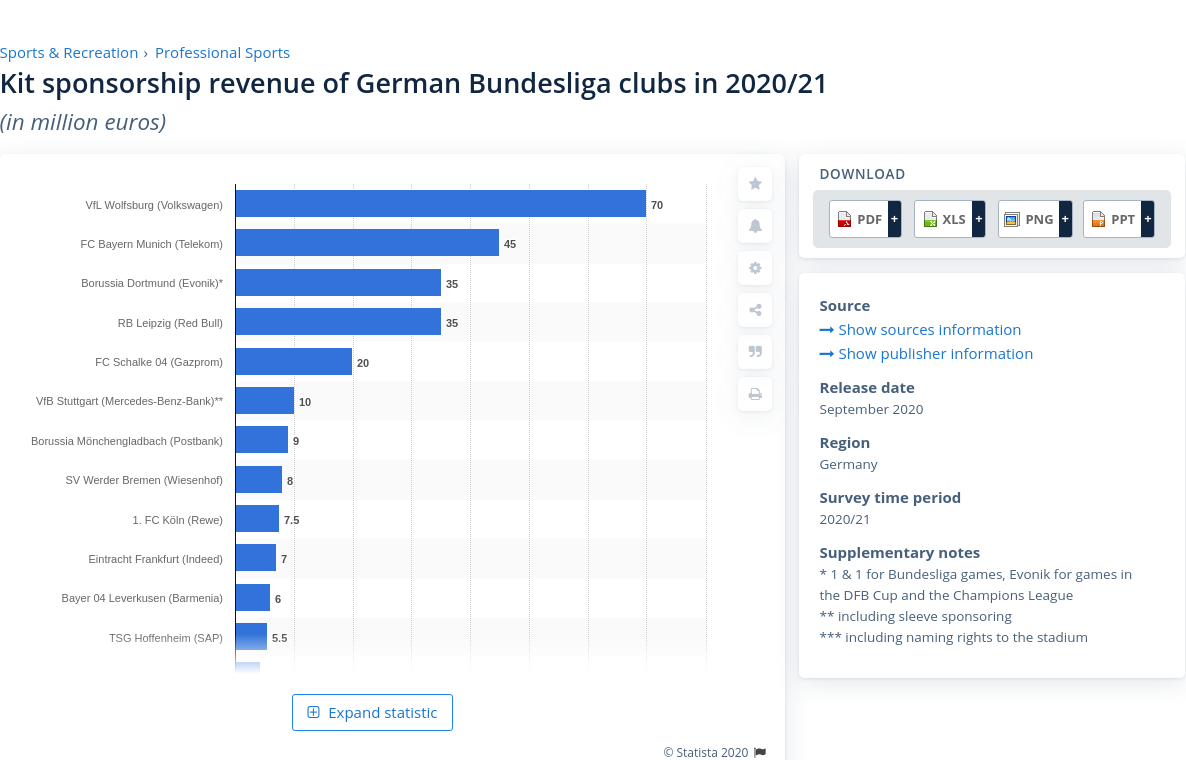 Sports & Recreation › Professional Sports
Kit sponsorship revenue of German Bundesliga clubs in 2020/21
(in million euros)
VfL Wolfsburg (Volkswagen) 70
FC Bayern Munich (Telekom) 45
Borussia Dortmund (Evonik)* 35
RB Leipzig (Red Bull) 35
FC Schalke 04 (Gazprom) 20
VfB Stuttgart (Mercedes-Benz-Bank)** 10
Borussia Mönchengladbach (Postbank) 9
SV Werder Bremen (Wiesenhof) 8
1. FC Köln (Rewe) 7.5
Eintracht Frankfurt (Indeed) 7
Bayer 04 Leverkusen (Barmenia) 6
TSG Hoffenheim (SAP) 5.5
Expand statistic
© Statista 2020
DOWNLOAD
PDF + XLS + PNG + PPT +
Source
Show sources information
Show publisher information
Release date
September 2020
Region
Germany
Survey time period
2020/21
Supplementary notes
* 1 & 1 for Bundesliga games, Evonik for games in
the DFB Cup and the Champions League
** including sleeve sponsoring
*** including naming rights to the stadium